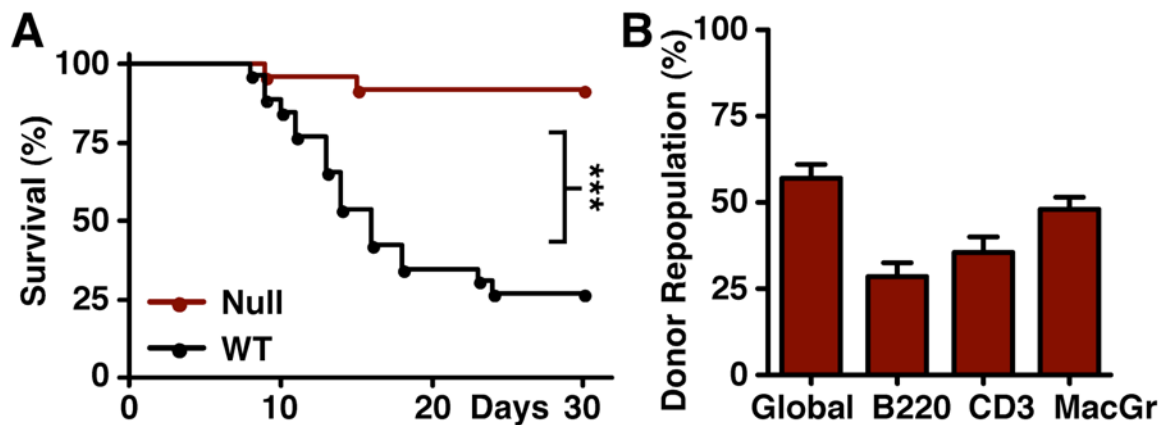 A
Survival (%)
100
75
50
25
0
0
10
20
Days
30
***
Null
WT
B
Donor Repopulation (%)
100
75
50
25
0
Global
B220
CD3
MacGr